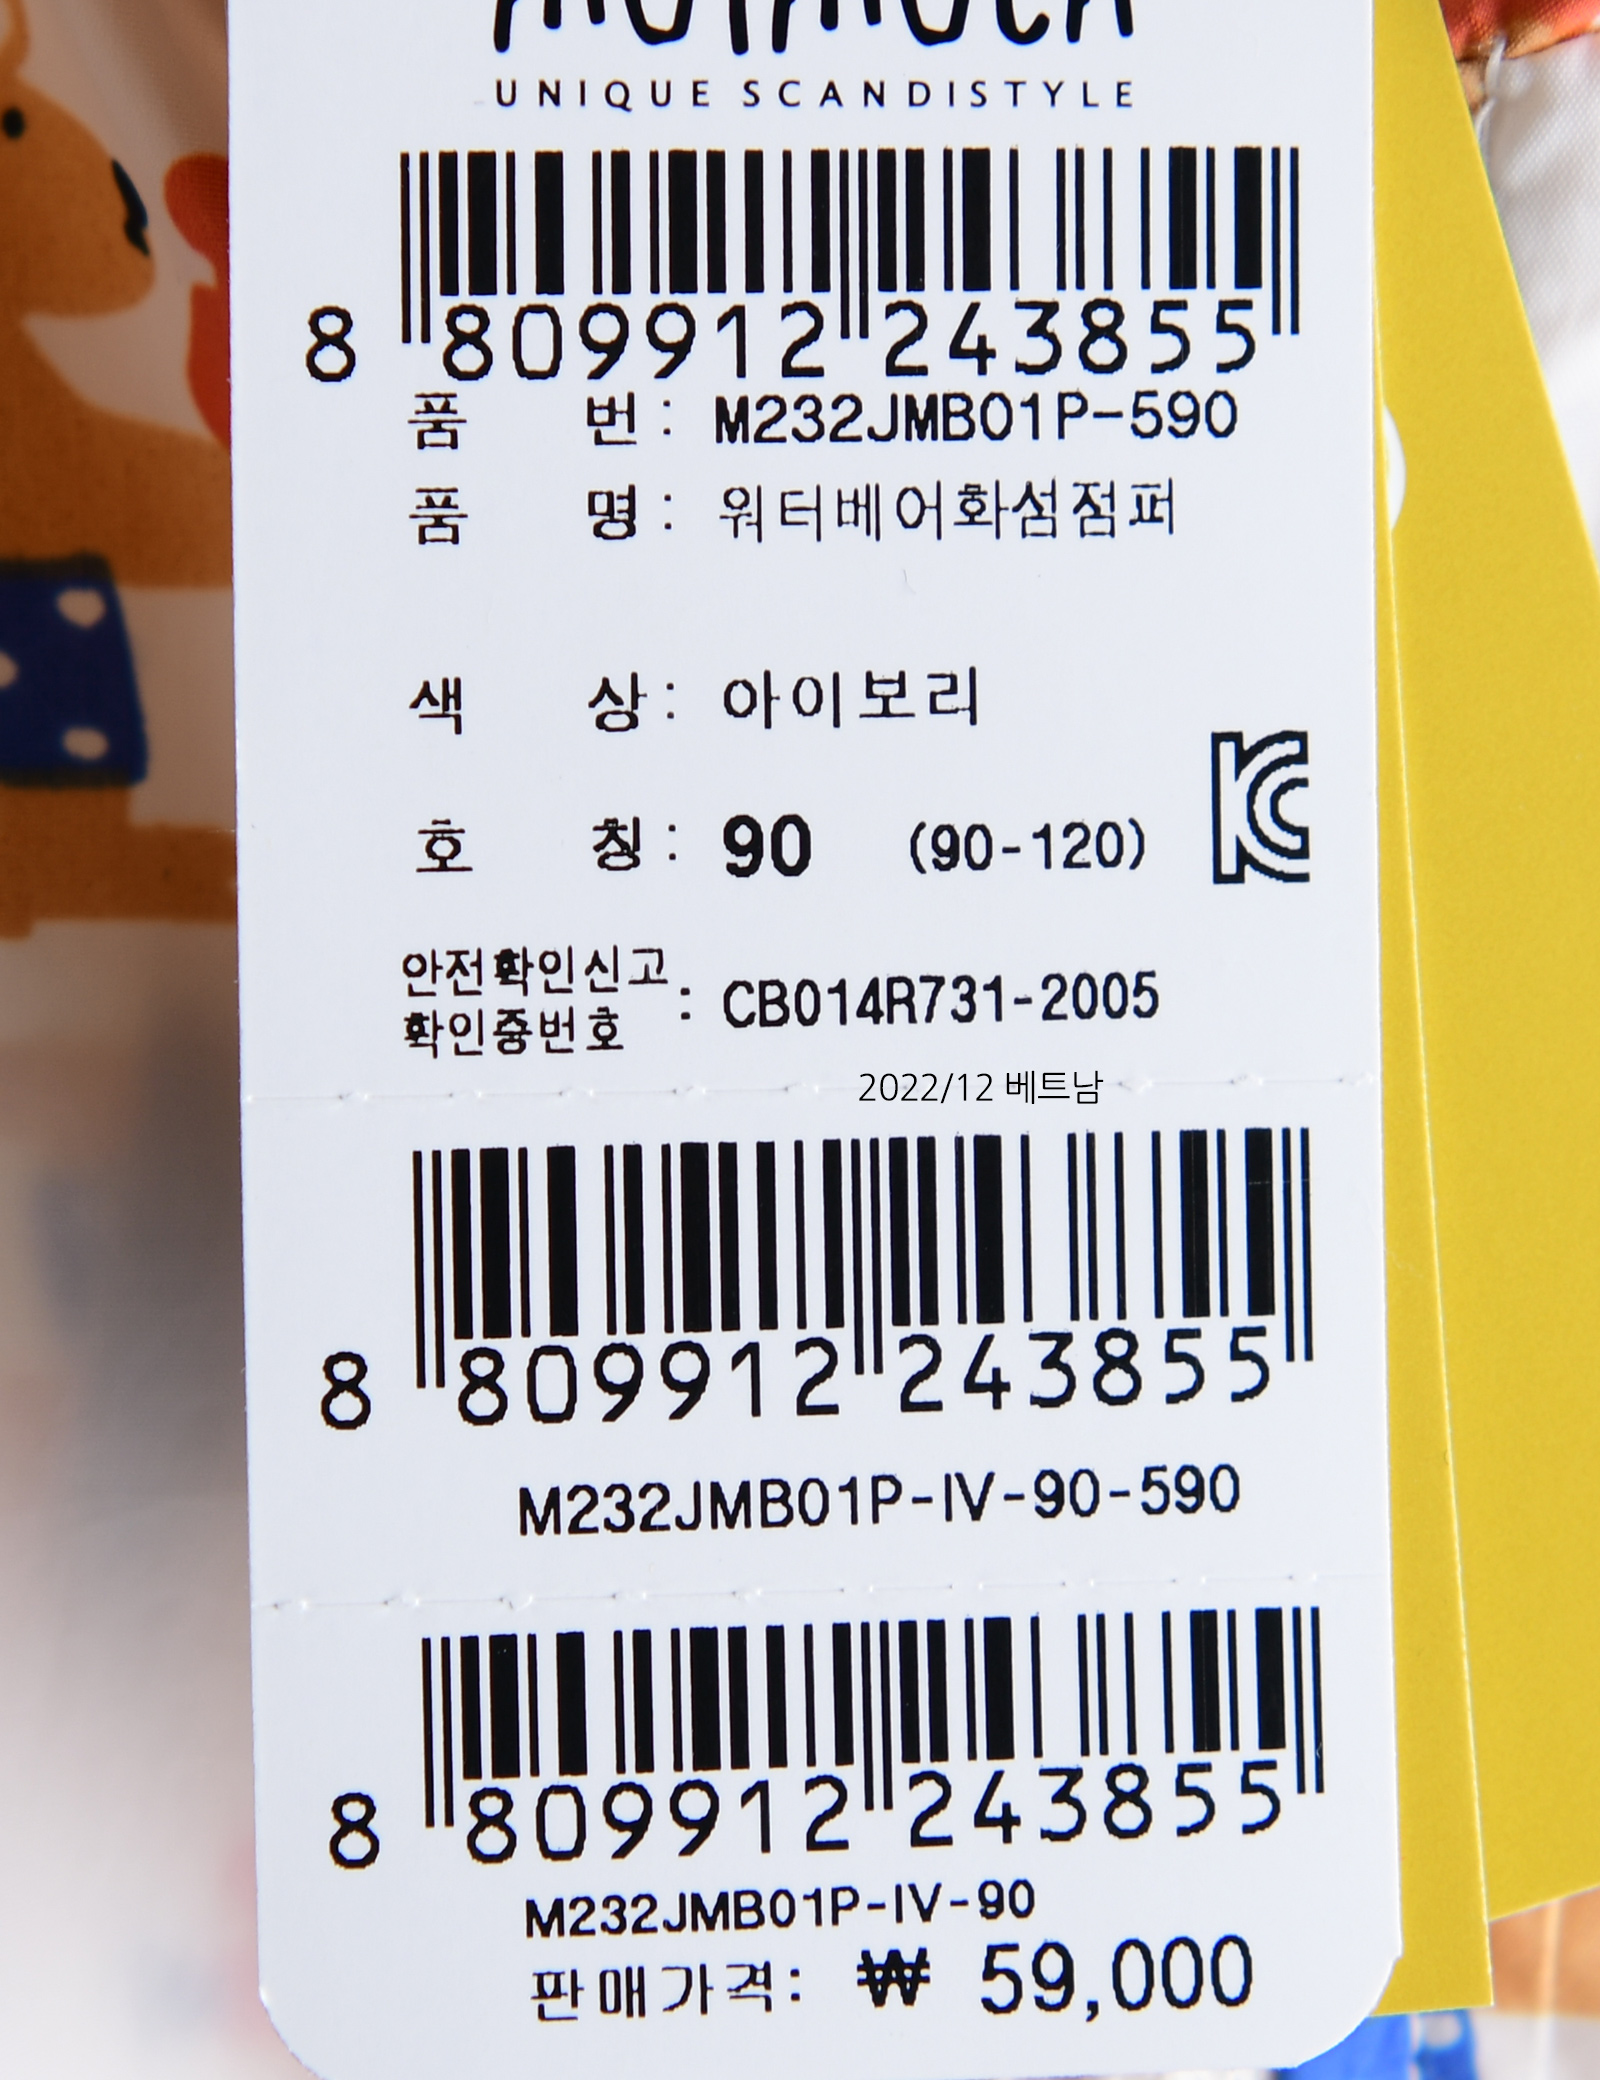 UNIQUE SCANDISTYLE
8 809912 243855
품 번 : M232JMB01P-590
품 명 : 워터베어화섬점퍼
색 상 : 아이보리
호 칭 : 90 (90-120)
안전확인신고
확인증번호 : CB014R731-2005
2022/12 베트남
8 809912 243855
M232JMB01P-IV-90-590
8 809912 243855
M232JMB01P-IV-90
판매가격: ₩ 59,000